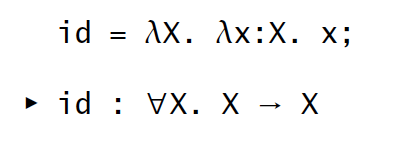 id = λX. λx:X. x;
▸ id : ∀X. X → X